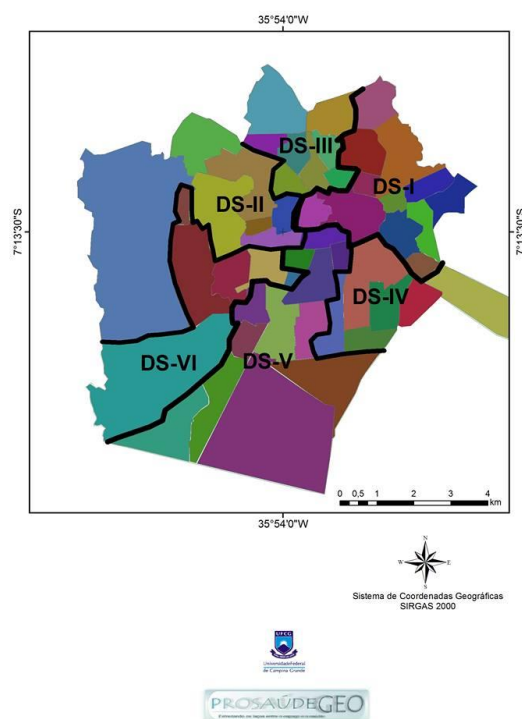 35°54'0"W
7°13'30"S
7°13'30"S
DS-III
DS-I
DS-II
DS-IV
DS-VI
DS-V
0 0,5 1 2 3 4
km
35°54'0"W
N
W E
S
Sistema de Coordenadas Geográficas
SIRGAS 2000
UFCG
Universidade Federal
de Campina Grande
PROSAÚDEGEO